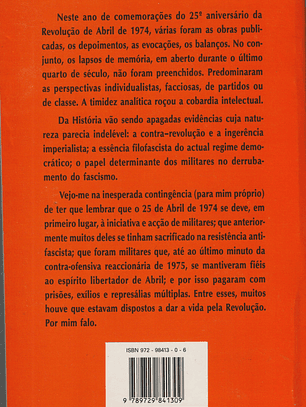 Neste ano de comemorações do 25º aniversário da
Revolução de Abril de 1974, várias foram as obras publi-
cadas, os depoimentos, as evocações, os balanços. No con-
junto, os lapsos de memória, em aberto durante o último
quarto de século, não foram preenchidos. Predominaram
as perspectivas individualistas, facciosas, de partidos ou
de classe. A timidez analítica roçou a cobardia intelectual.
Da História vão sendo apagadas evidências cuja natu-
reza parecia indelével: a contra-revolução e a ingerência
imperialista; a essência filofascista do actual regime demo-
crático; o papel determinante dos militares no derruba-
mento do fascismo.
Vejo-me na inesperada contingência (para mim próprio)
de ter que lembrar que o 25 de Abril de 1974 se deve, em
primeiro lugar, à iniciativa e acção de militares; que anterior-
mente muitos deles se tinham sacrificado na resistência anti-
fascista; que foram militares que, até ao último minuto da
contra-ofensiva reaccionária de 1975, se mantiveram fiéis
ao espírito libertador de Abril; e por isso pagaram com
prisões, exílios e represálias múltiplas. Entre esses, muitos
houve que estavam dispostos a dar a vida pela Revolução.
Por mim falo.
ISBN 972 - 98413 - 0 - 6
9 789729 841309